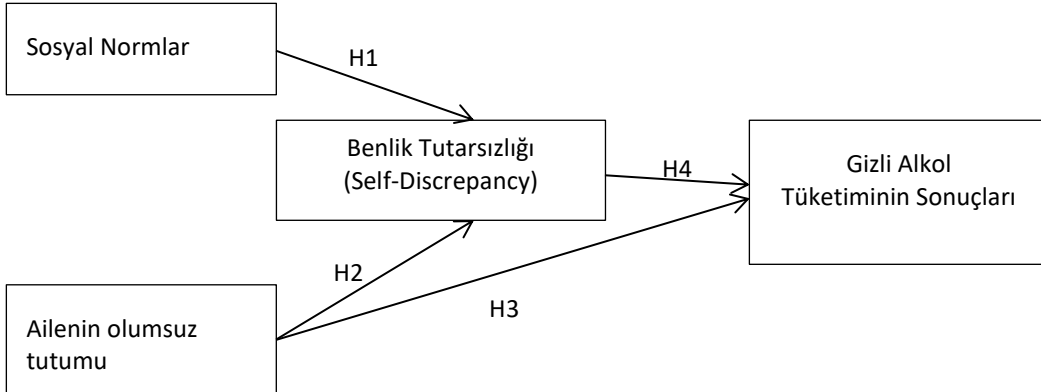 Sosyal Normlar
H1
Benlik Tutarsızlığı
(Self-Discrepancy)
H4
Gizli Alkol
Tüketiminin Sonuçları
H2
H3
Ailenin olumsuz
tutumu